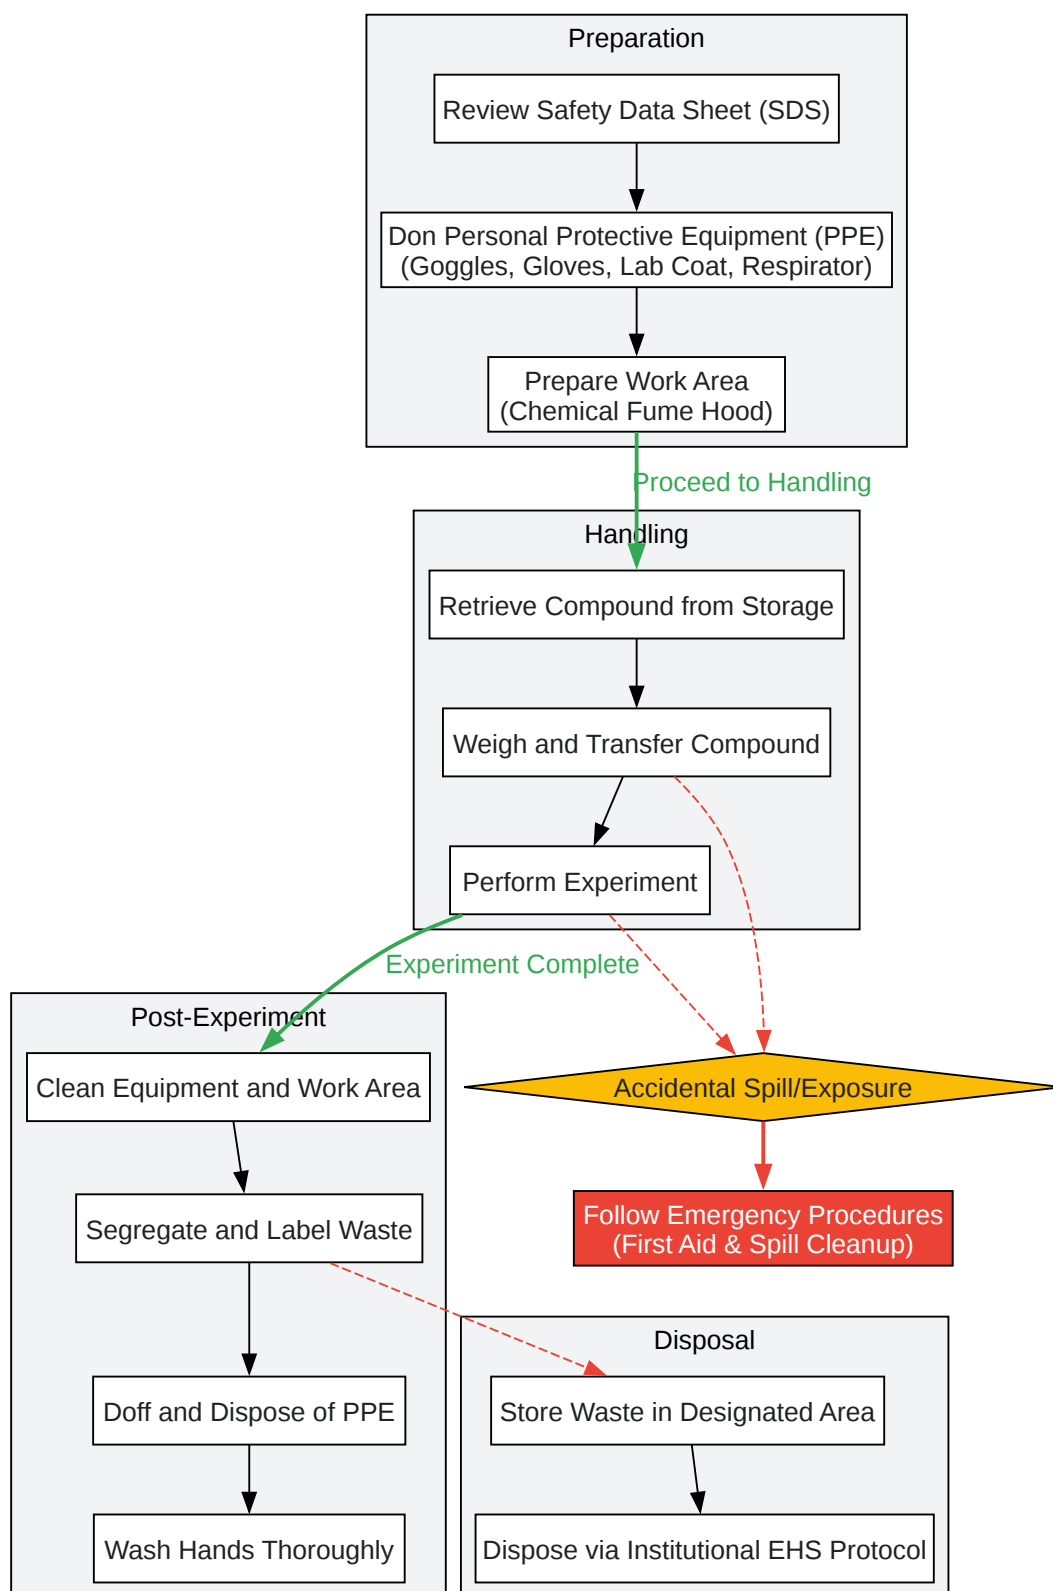 Preparation
Review Safety Data Sheet (SDS)
Don Personal Protective Equipment (PPE)
(Goggles, Gloves, Lab Coat, Respirator)
Prepare Work Area
(Chemical Fume Hood)
Proceed to Handling
Handling
Retrieve Compound from Storage
Weigh and Transfer Compound
Perform Experiment
Experiment Complete
Post-Experiment
Clean Equipment and Work Area
Accidental Spill/Exposure
Segregate and Label Waste
Follow Emergency Procedures
(First Aid & Spill Cleanup)
Disposal
Doff and Dispose of PPE
Store Waste in Designated Area
Wash Hands Thoroughly
Dispose via Institutional EHS Protocol